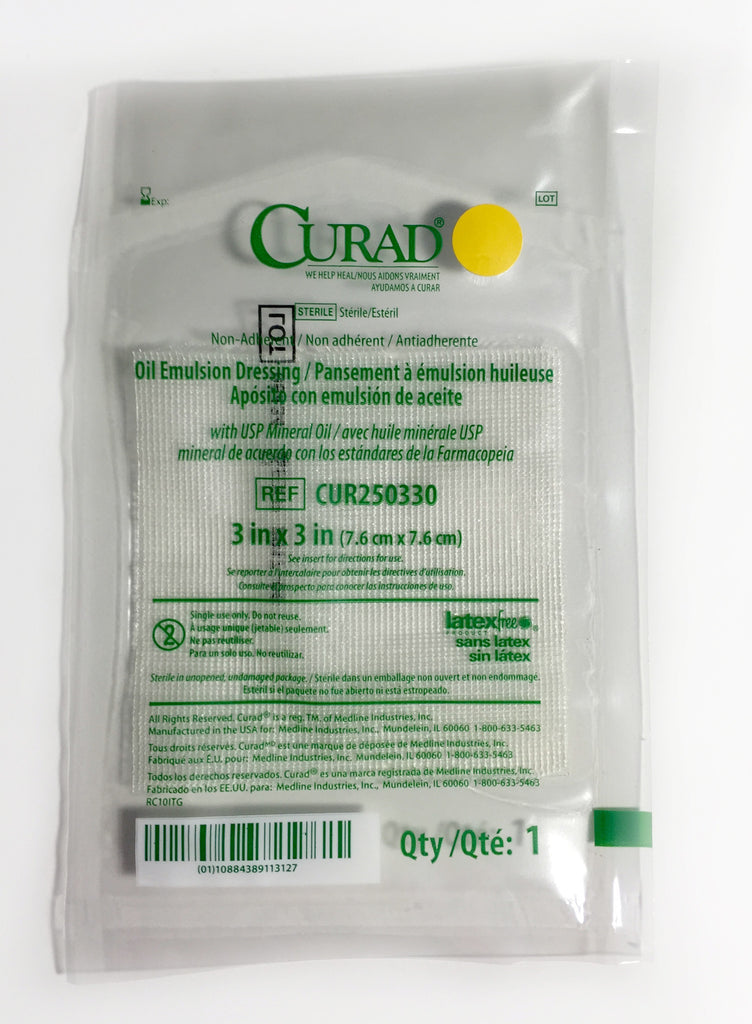 Exp:
LOT
CURAD®
WE HELP HEAL/NOUS AIDONS VRAIMENT
AYUDAMOS A CURAR
STERILE Stérile/Estéril
LOT
Non-Adherent / Non adhérent / Antiadherente
Oil Emulsion Dressing / Pansement à émulsion huileuse
Apósito con emulsión de aceite
with USP Mineral Oil / avec huile minérale USP
mineral de acuerdo con los estándares de la Farmacopeia
REF CUR250330
3 in x 3 in (7.6 cm x 7.6 cm)
See insert for directions for use.
Se reporter à l'intercalaire pour obtenir les directives d'utilisation.
Consulte el prospecto para conocer las instrucciones de uso.
Single use only. Do not reuse.
À usage unique (jetable) seulement.
Ne pas réutiliser.
Para un solo uso. No reutilizar.
2
latexfree®
PRODUCT
sans latex
sin látex
Sterile in unopened, undamaged package. / Stérile dans un emballage non ouvert et non endommagé.
Estéril si el paquete no fue abierto ni está estropeado.
All Rights Reserved. Curad® is a reg. TM. of Medline Industries, Inc.
Manufactured in the USA for: Medline Industries, Inc., Mundelein, IL 60060 1-800-633-5463
Tous droits réservés. Curad MD est une marque de déposée de Medline Industries, Inc.
Fabriqué aux É.U. pour: Medline Industries, Inc. Mundelein, IL 60060 1-800-633-5463
Todos los derechos reservados. Curad® es una marca registrada de Medline Industries, Inc.
Fabricado en los EE.UU. para: Medline Industries, Inc., Mundelein, IL 60060 1-800-633-5463
RC10ITG
(01)10884389113127
Qty /Qté: 1